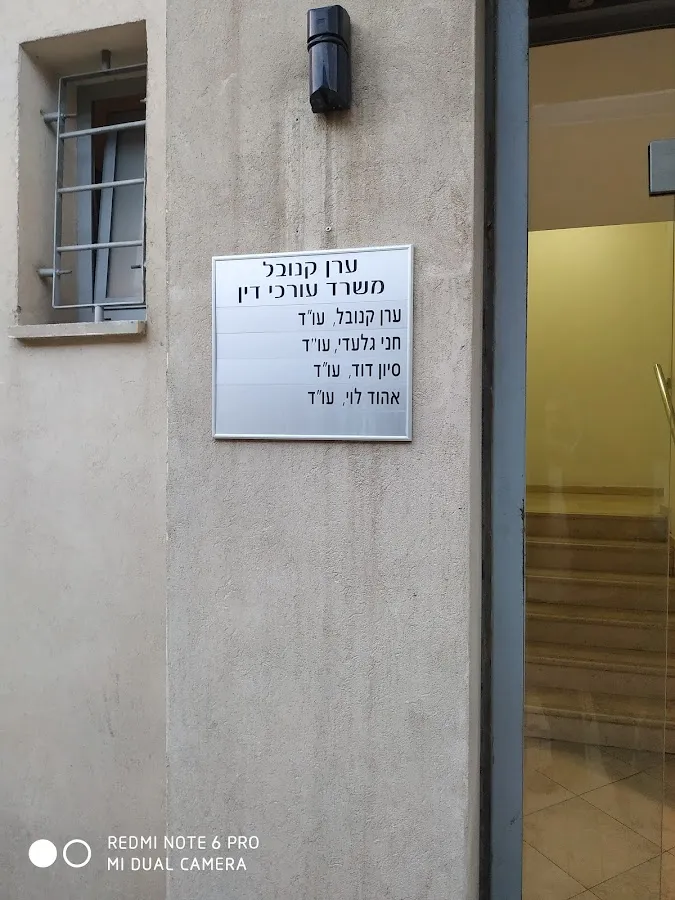 ערן קנובל
משרד עורכי דין
ערן קנובל, עו"ד
חני גלעדי, עו"ד
סיון דוד, עו"ד
אהוד לוי, עו"ד
REDMI NOTE 6 PRO
MI DUAL CAMERA